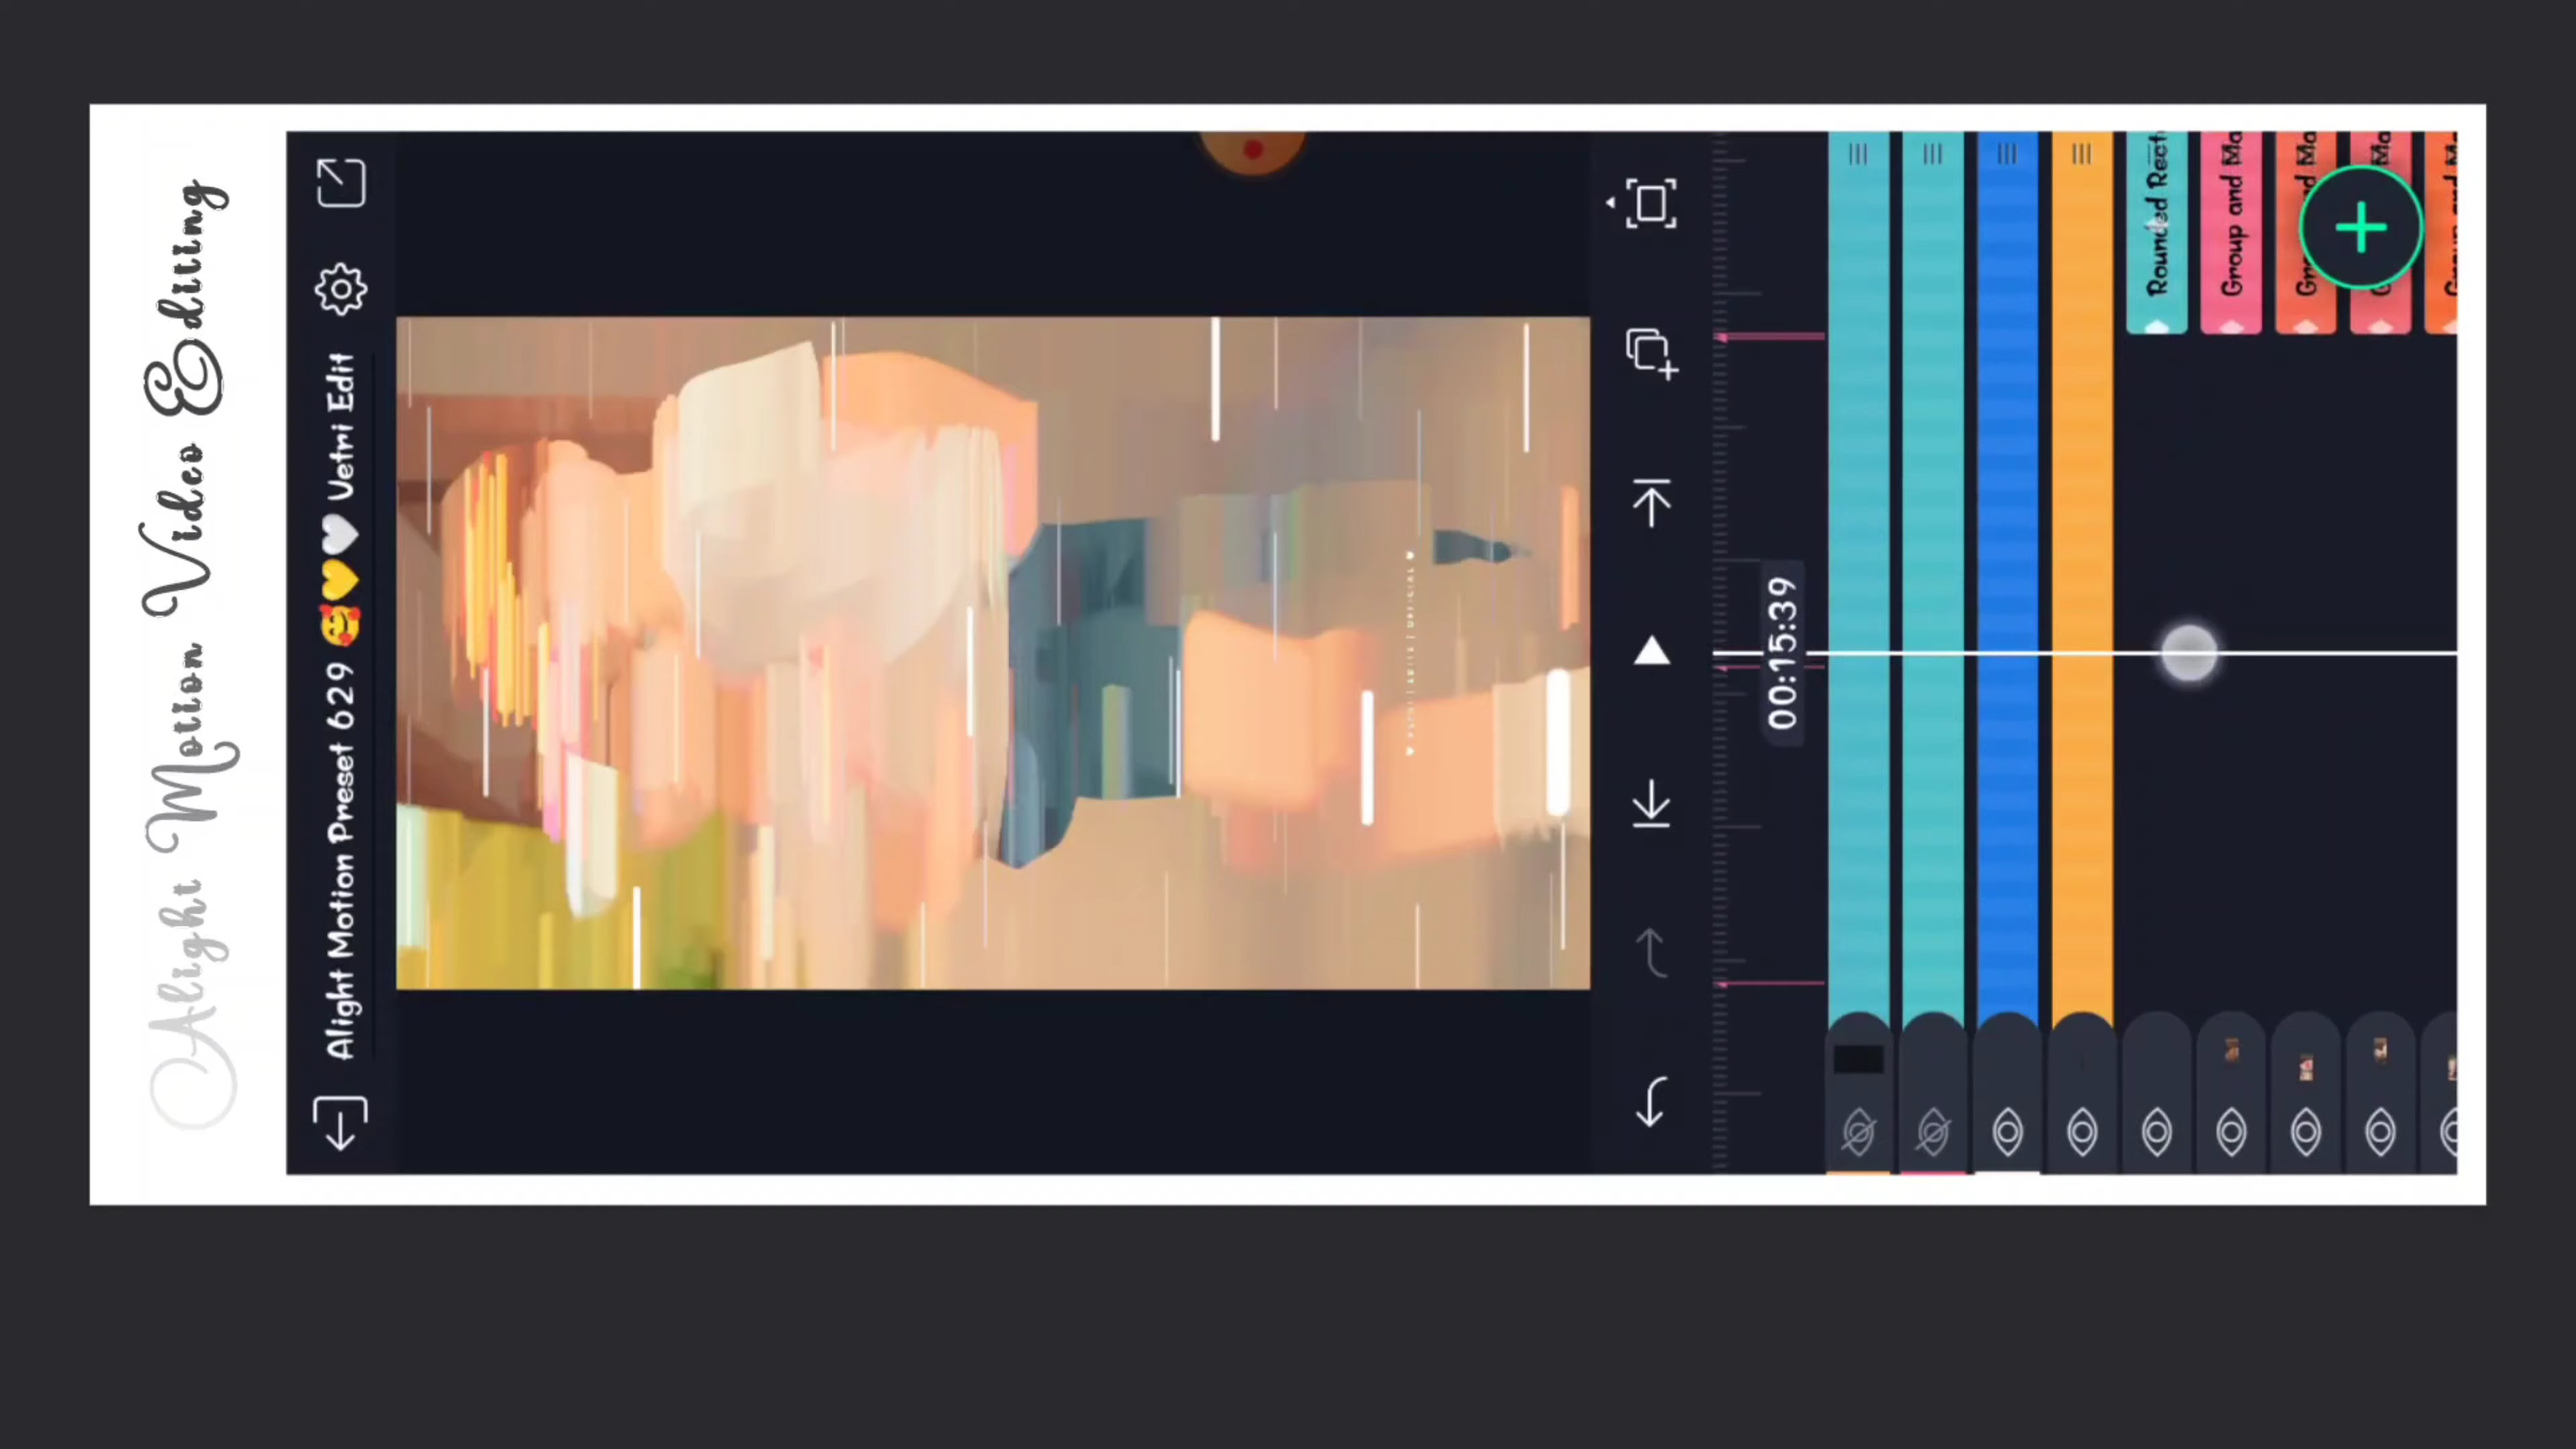 Alight Motion Video Editing
Alight Motion Preset 629 🥰💛🤍 Vetri Edit
00:15:39
Rounded Rect
Group and Ma